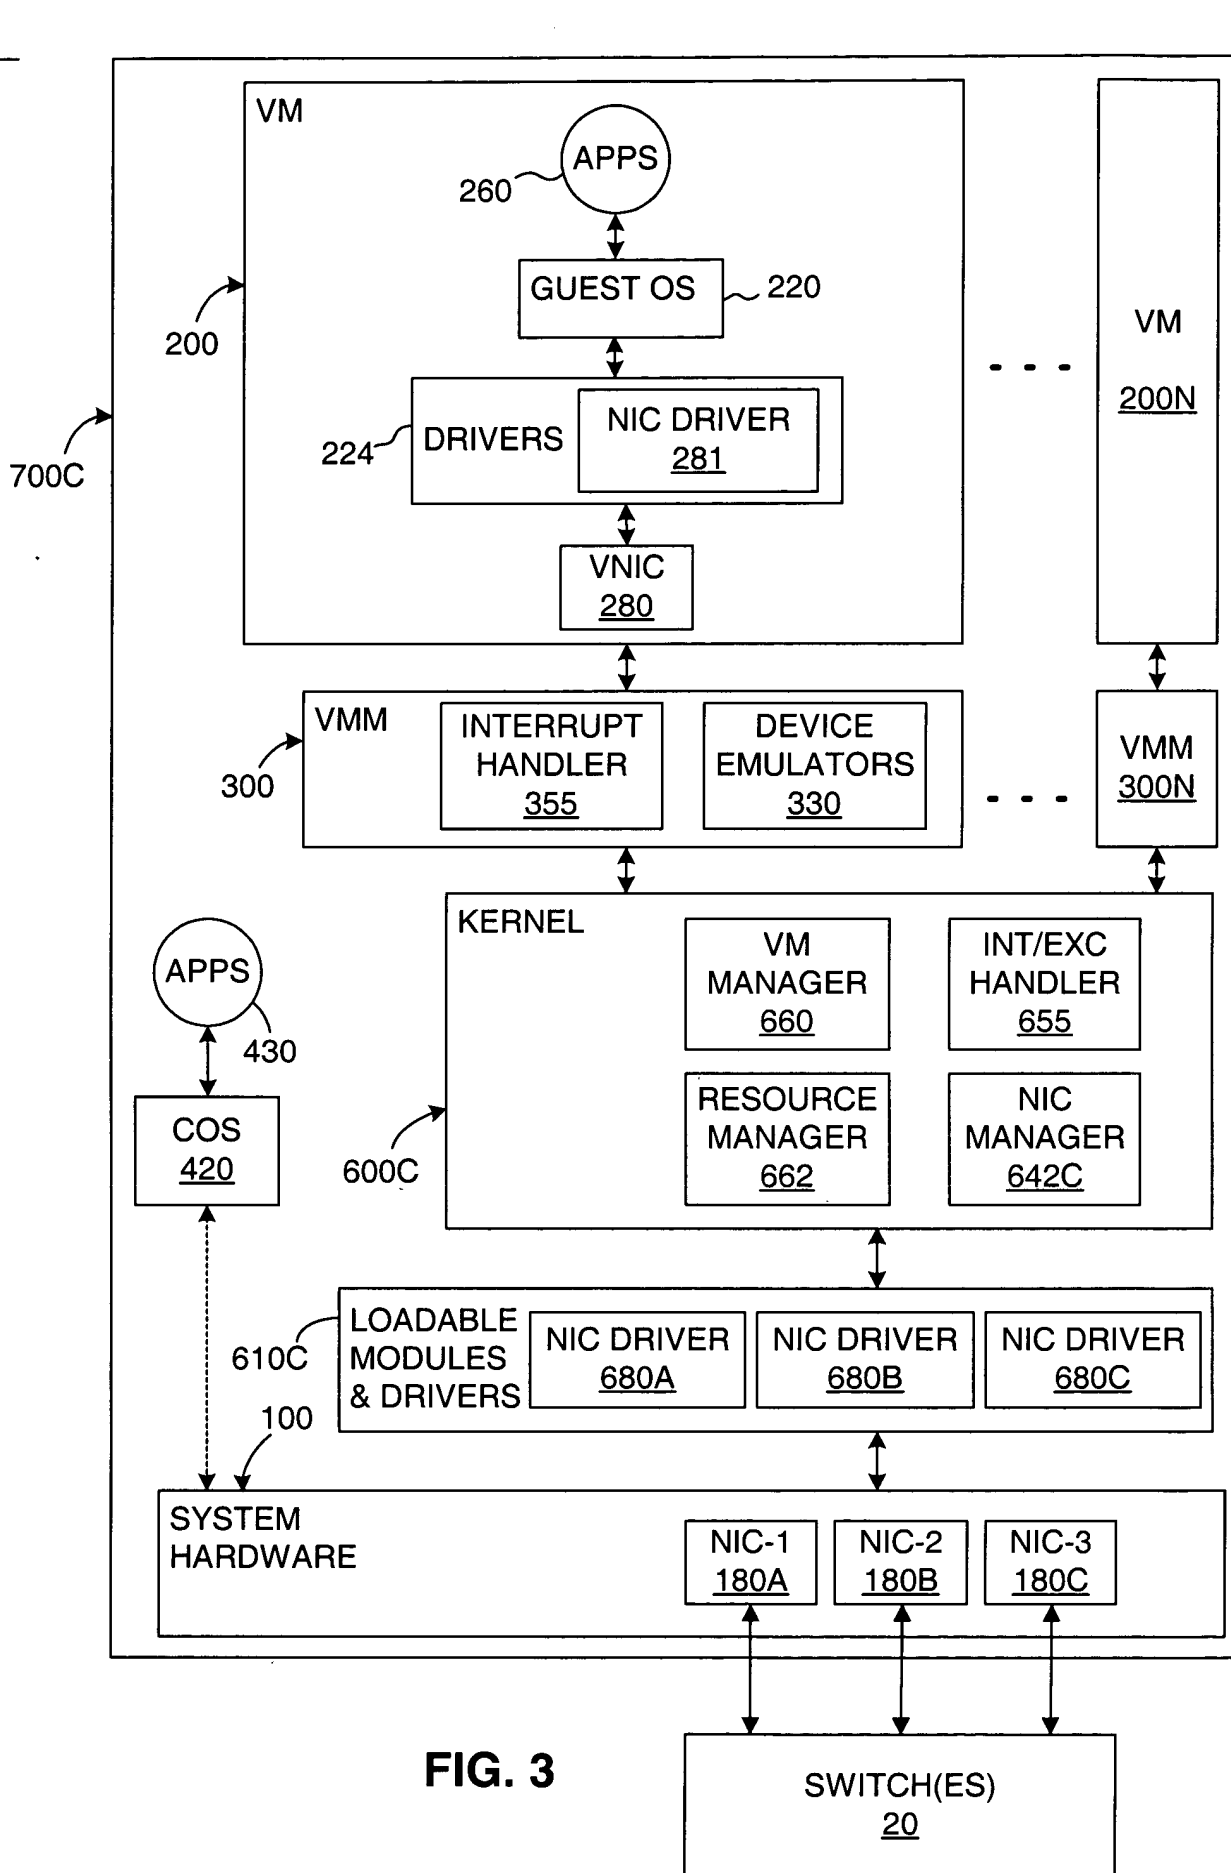 VM
APPS
260
GUEST OS
220
200
DRIVERS
224
NIC DRIVER
281
700C
VNIC
280
VM
200N
VMM
300
INTERRUPT
HANDLER
355
DEVICE
EMULATORS
330
VMM
300N
KERNEL
VM
MANAGER
660
INT/EXC
HANDLER
655
RESOURCE
MANAGER
662
NIC
MANAGER
642C
600C
APPS
430
COS
420
LOADABLE
MODULES
& DRIVERS
610C
NIC DRIVER
680A
NIC DRIVER
680B
NIC DRIVER
680C
100
SYSTEM
HARDWARE
NIC-1
180A
NIC-2
180B
NIC-3
180C
FIG. 3
SWITCH(ES)
20